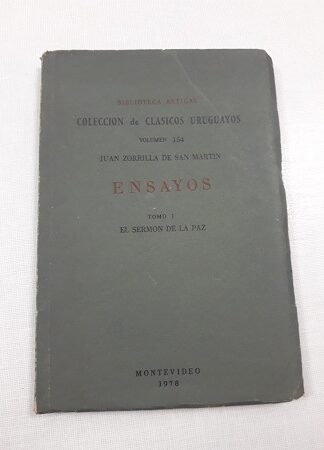 BIBLIOTECA ARTIGAS
COLECCION de CLASICOS URUGUAYOS
VOLUMEN 154
JUAN ZORRILLA DE SAN MARTIN
ENSAYOS
TOMO I
EL SERMON DE LA PAZ
MONTEVIDEO
1978